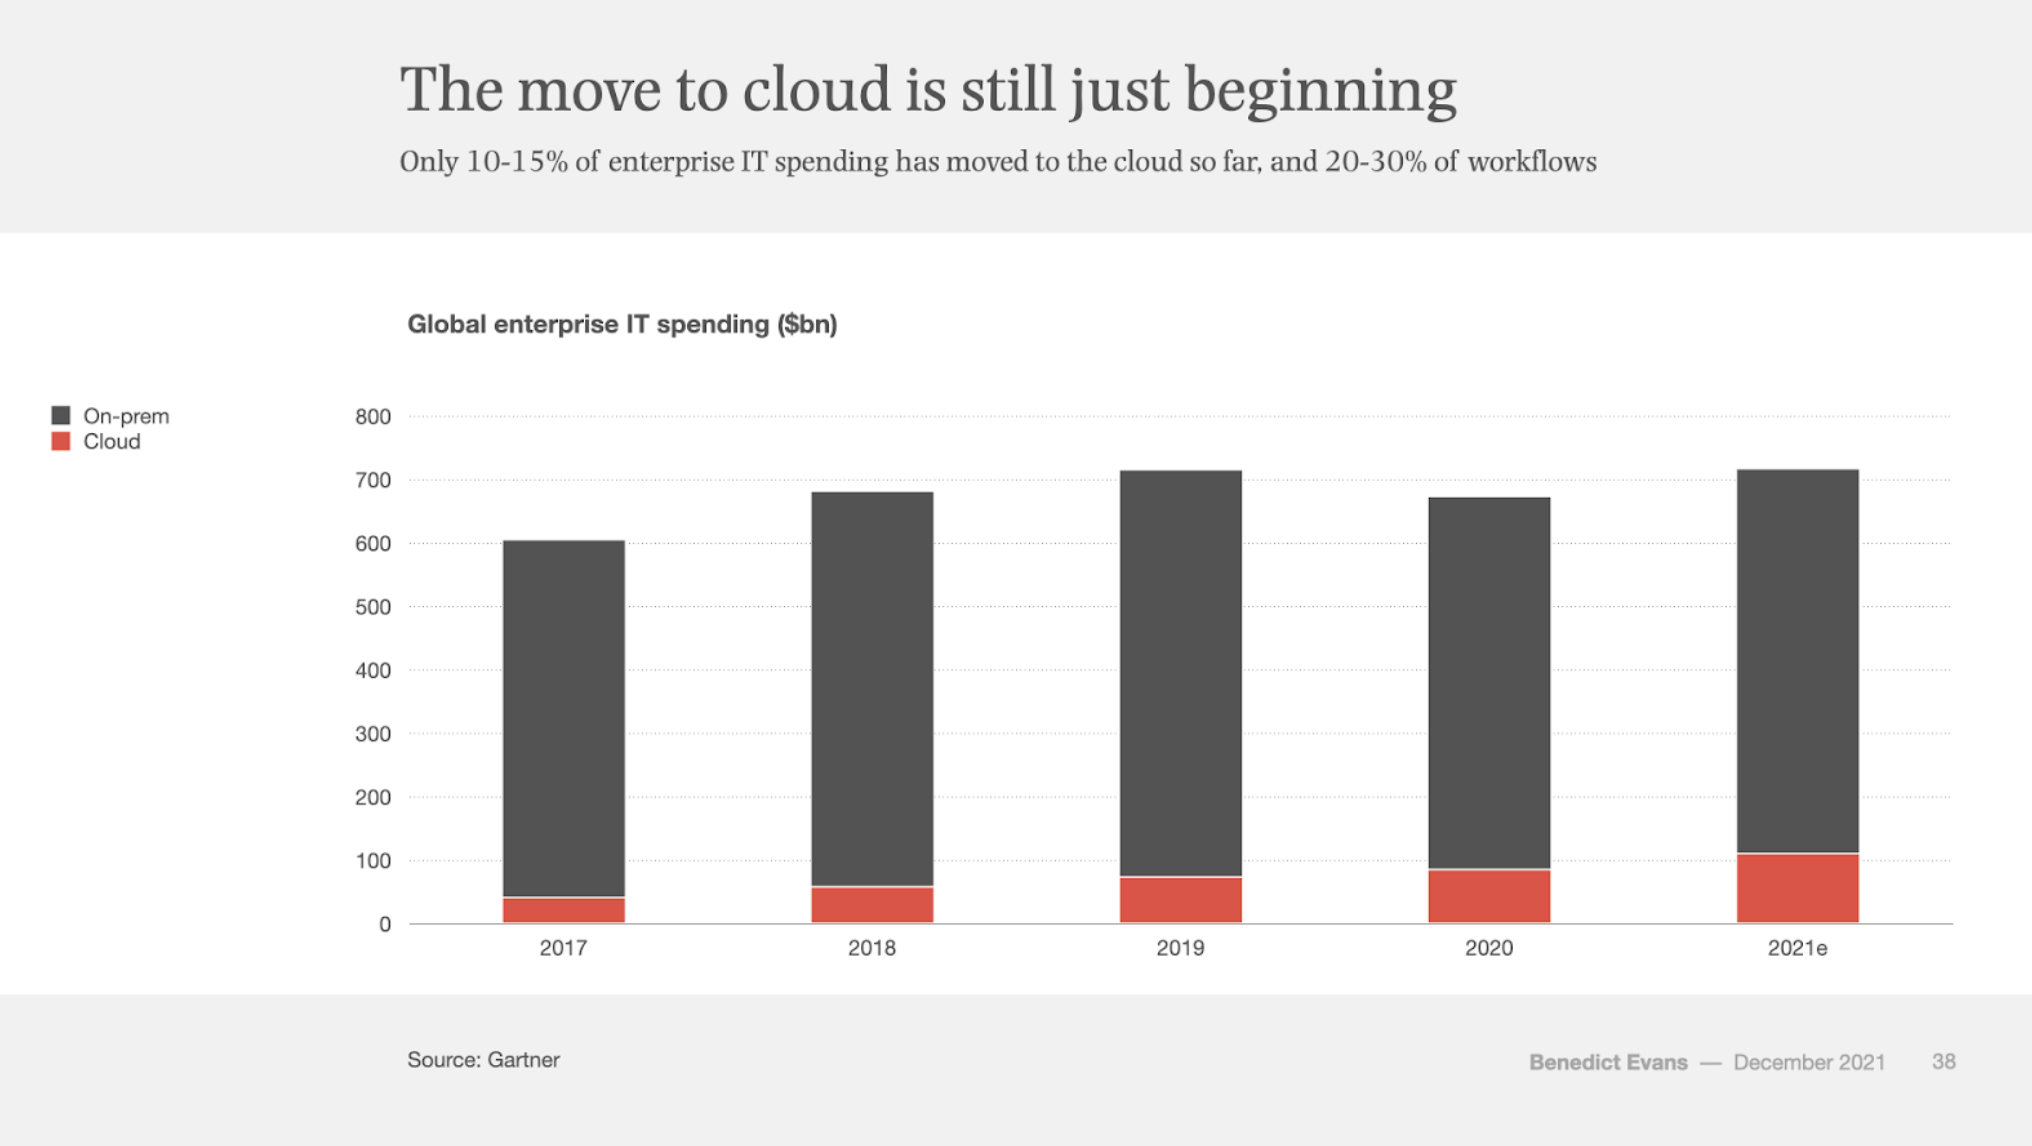 The move to cloud is still just beginning
Only 10-15% of enterprise IT spending has moved to the cloud so far, and 20-30% of workflows
Global enterprise IT spending ($bn)
On-prem
Cloud
800
700
600
500
400
300
200
100
0
2017 2018 2019 2020 2021e
Source: Gartner
Benedict Evans — December 2021 38